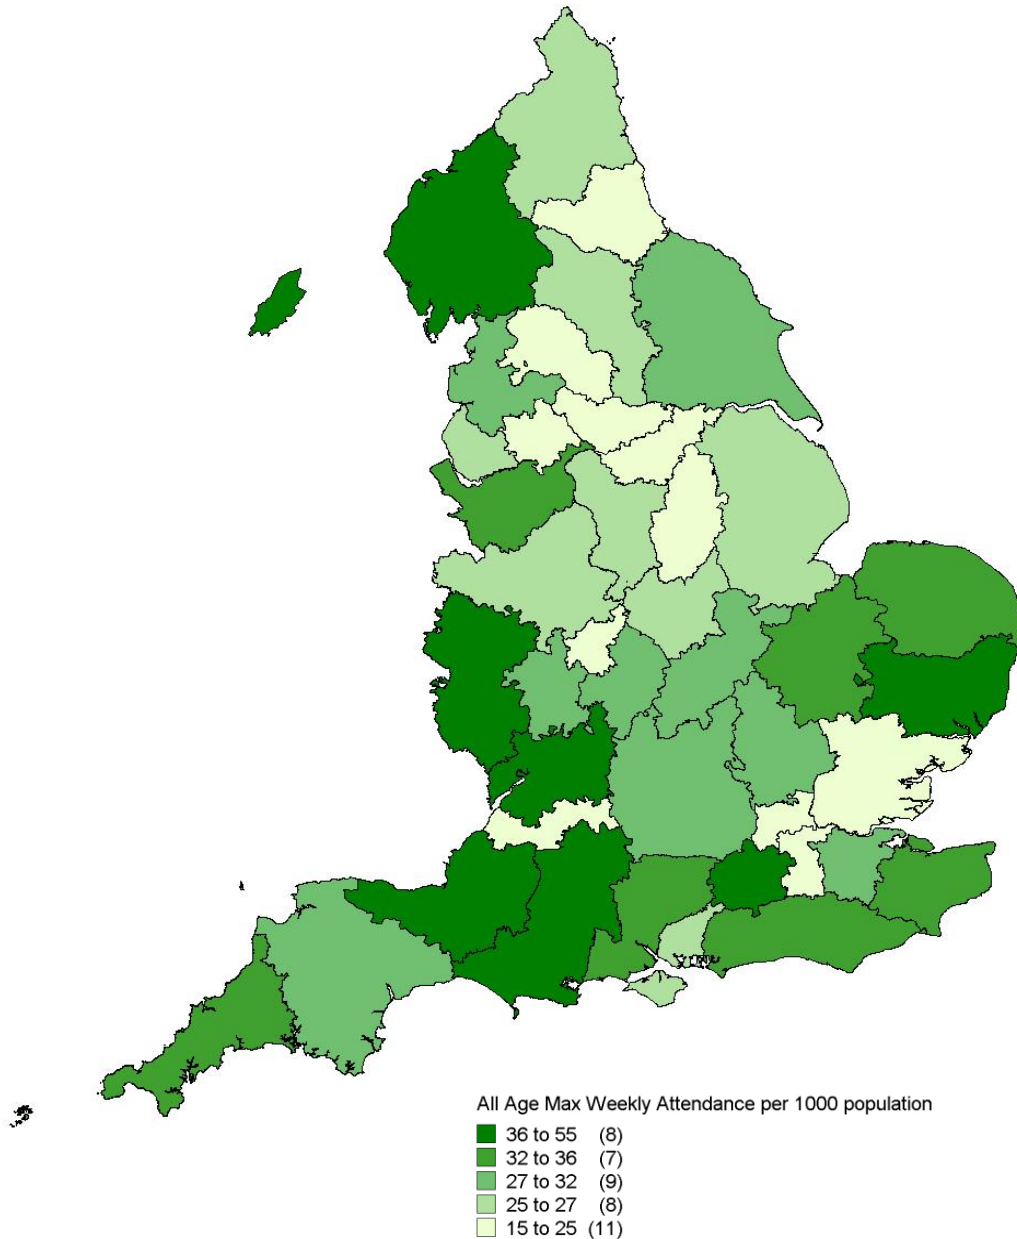 All Age Max Weekly Attendance per 1000 population
36 to 55 (8)
32 to 36 (7)
27 to 32 (9)
25 to 27 (8)
15 to 25 (11)